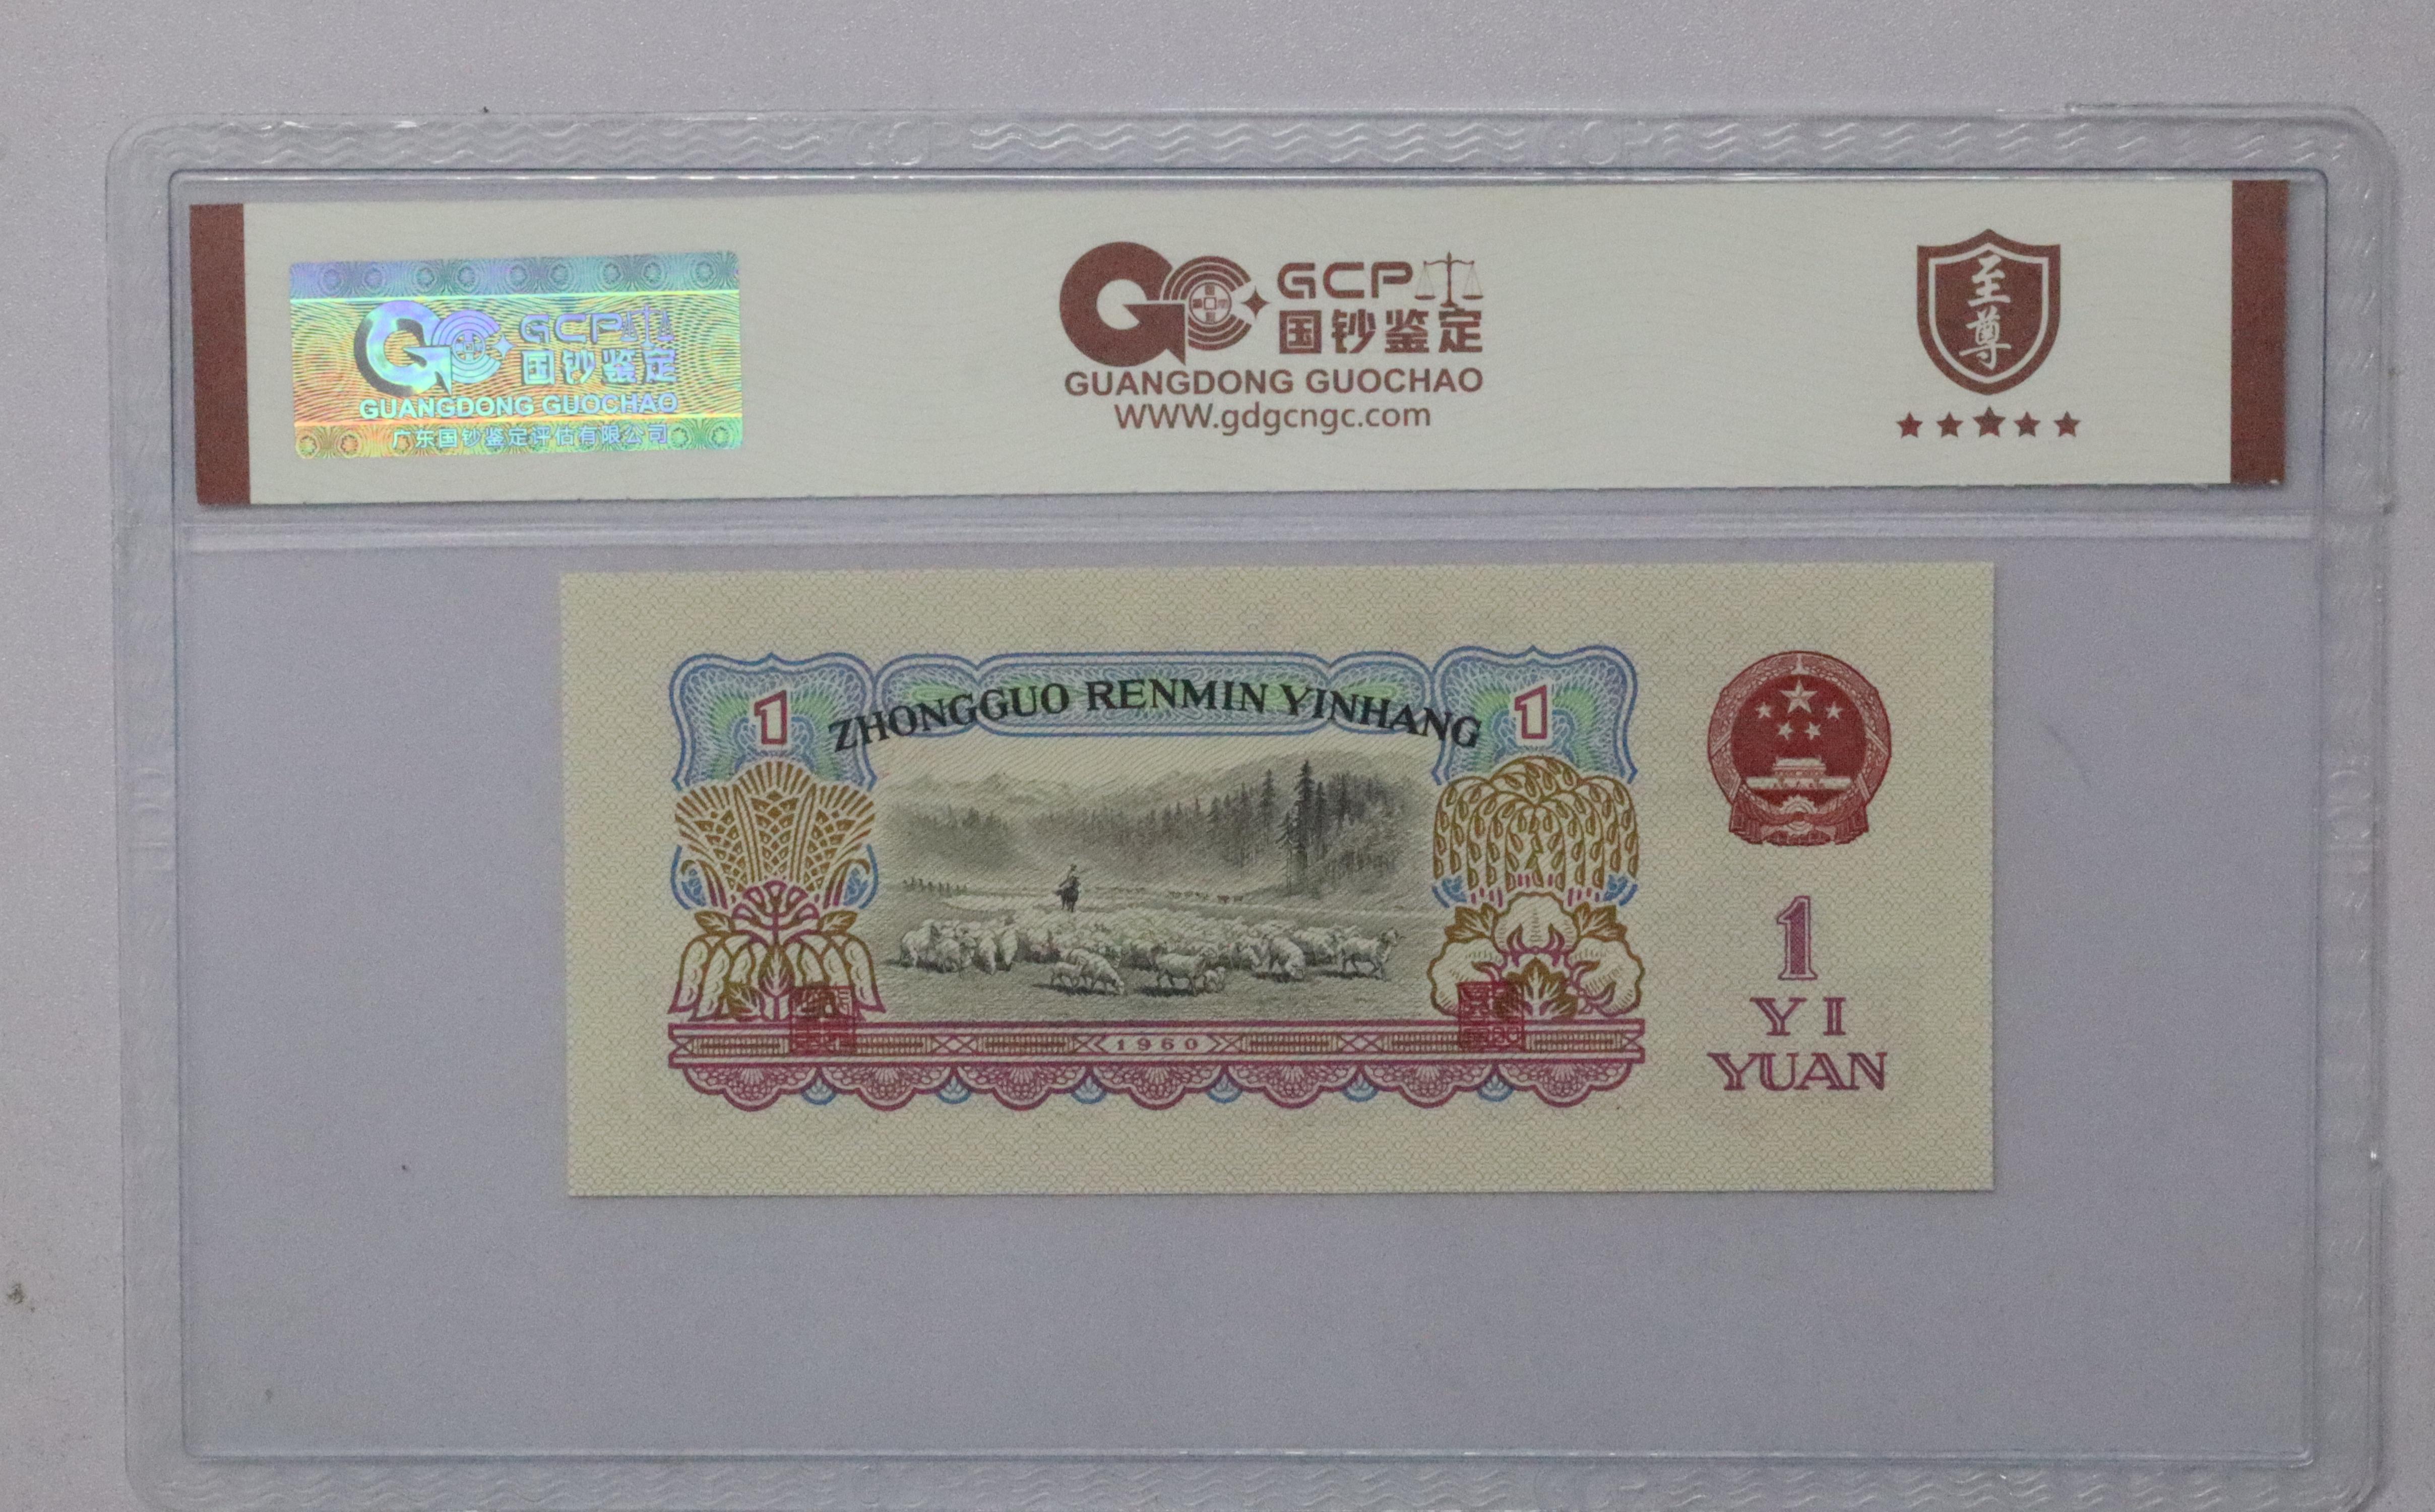 GCP
国钞鉴定
GUANGDONG GUOCHAO
广东国钞鉴定评估有限公司
GCP
国钞鉴定
GUANGDONG GUOCHAO
WWW.gdgcngc.com
至尊
1
ZHONGGUO RENMIN YINHANG
1
1
YI
YUAN
1960